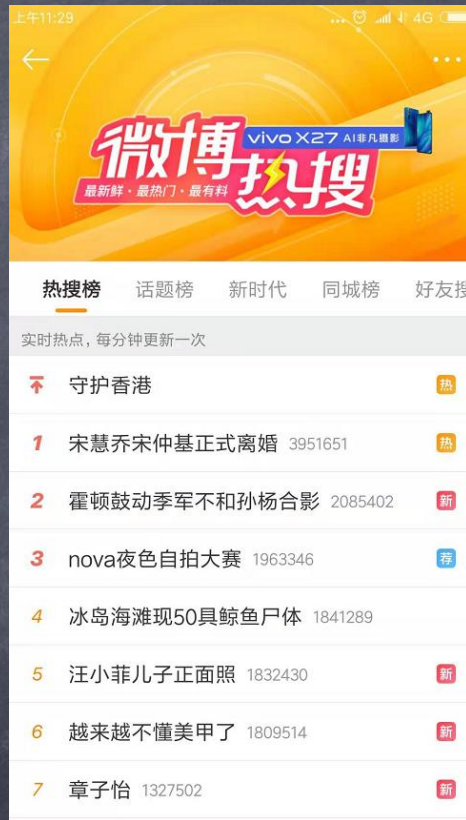 上午11:29 ... 4G
微博热搜
vivo X27 AI非凡摄影
最新鲜·最热门·最有料
热搜榜 话题榜 新时代 同城榜 好友搜
实时热点，每分钟更新一次
守护香港 热
1 宋慧乔宋仲基正式离婚 3951651 热
2 霍顿鼓动季军不和孙杨合影 2085402 新
3 nova夜色自拍大赛 1963346 荐
4 冰岛海滩现50具鲸鱼尸体 1841289
5 汪小菲儿子正面照 1832430 新
6 越来越不懂美甲了 1809514 新
7 章子怡 1327502 新